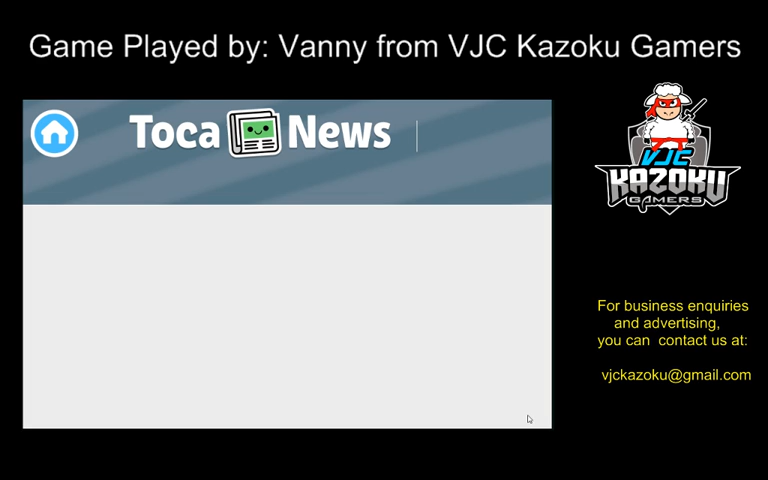 Game Played by: Vanny from VJC Kazoku Gamers
Toca News
VJC
KAZOKU
GAMERS
For business enquiries
and advertising,
you can contact us at:
vjckazoku@gmail.com